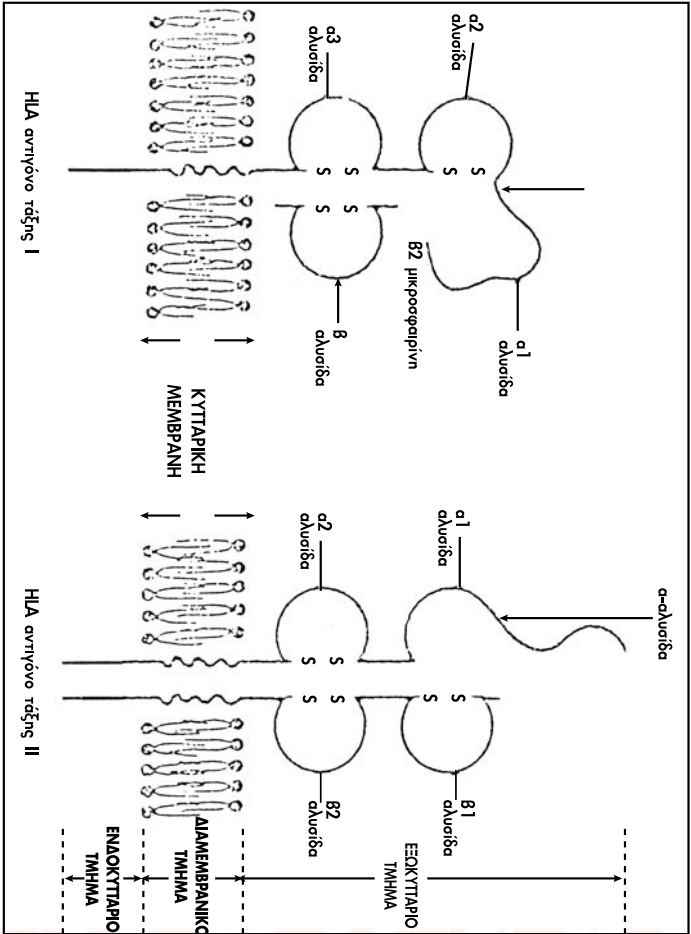 α2
αλυσίδα
α1
αλυσίδα
S S
β2 μικροσφαιρίνη
α3
αλυσίδα
S S
S S
β
αλυσίδα
ΚΥΤΤΑΡΙΚΗ
ΜΕΜΒΡΑΝΗ
HLA αντιγόνο τάξης I
α-αλυσίδα
α1
αλυσίδα
S S
β1
αλυσίδα
α2
αλυσίδα
S S
S S
β2
αλυσίδα
HLA αντιγόνο τάξης II
ΕΞΩΚΥΤΤΑΡΙΟ
ΤΜΗΜΑ
ΔΙΑΜΕΜΒΡΑΝΙΚΟ
ΤΜΗΜΑ
ΕΝΔΟΚΥΤΤΑΡΙΟ
ΤΜΗΜΑ